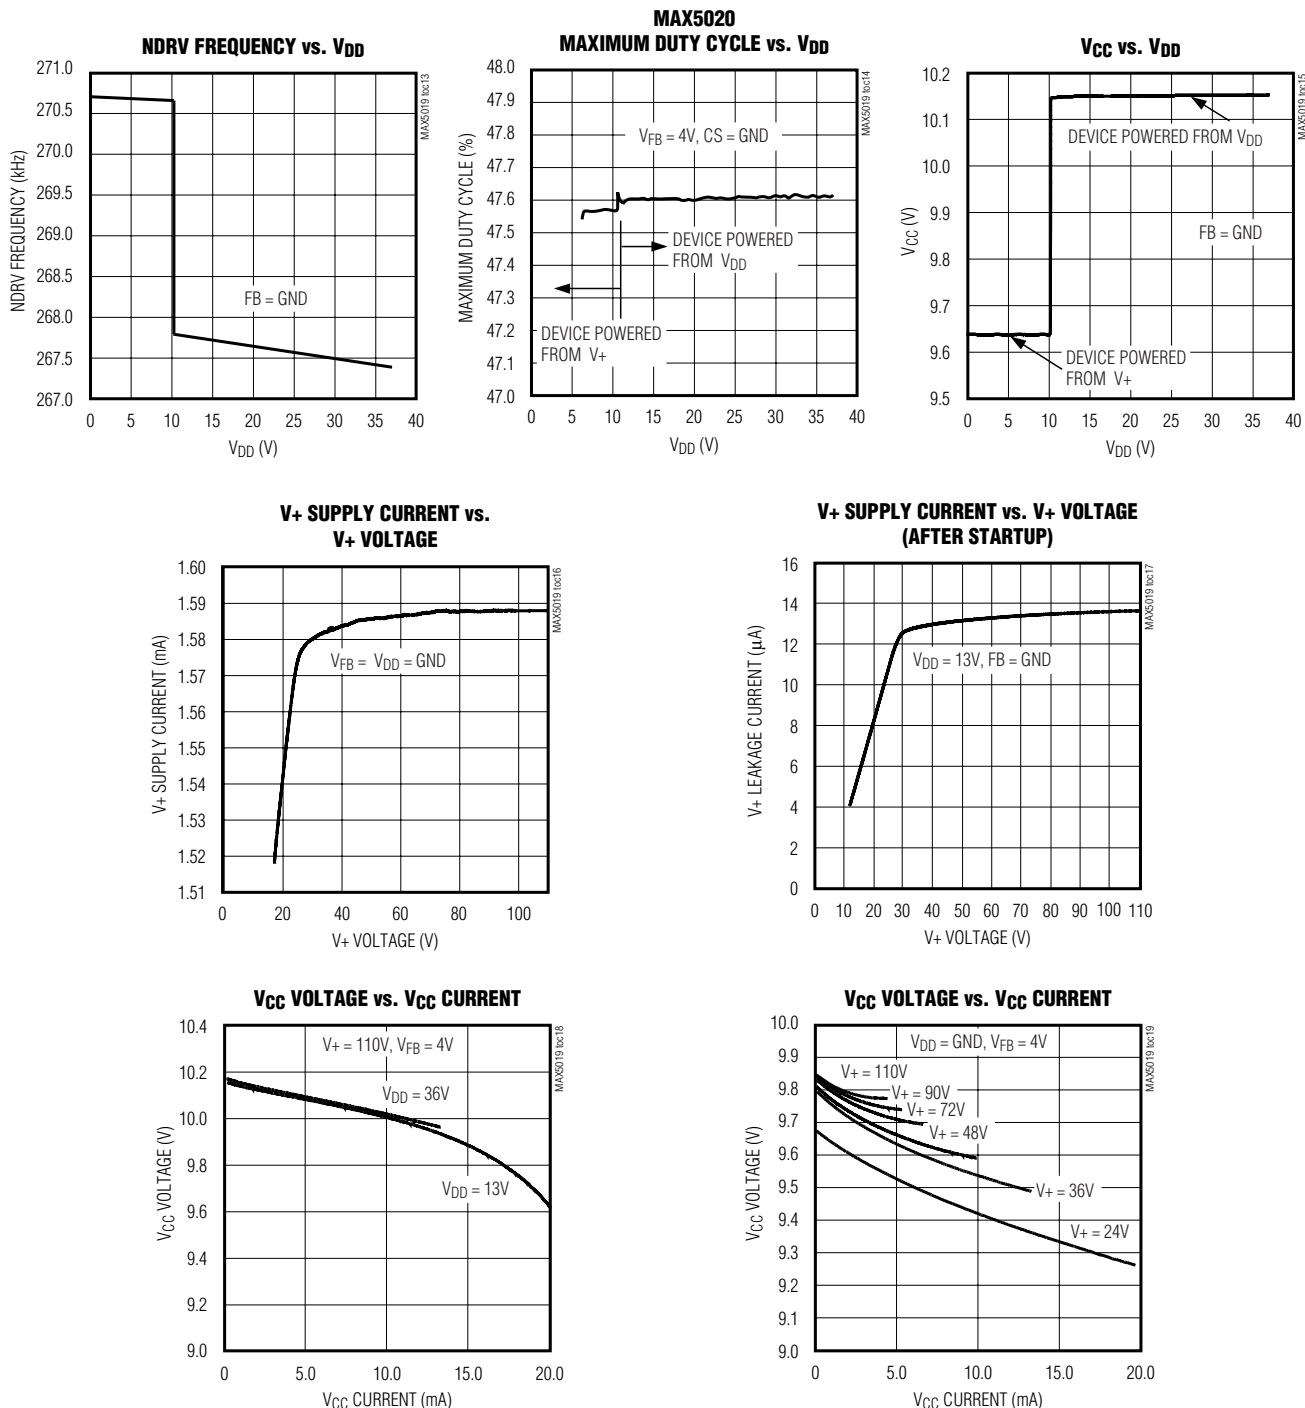 NDRV FREQUENCY vs. VDD
271.0
270.5
270.0
269.5
269.0
268.5
268.0
267.5
267.0
NDRV FREQUENCY (kHz)
FB = GND
0 5 10 15 20 25 30 35 40
VDD (V)
MAX5019 toc13
MAX5020
MAXIMUM DUTY CYCLE vs. VDD
48.0
47.9
47.8
47.7
47.6
47.5
47.4
47.3
47.2
47.1
47.0
MAXIMUM DUTY CYCLE (%)
VFB = 4V, CS = GND
DEVICE POWERED
FROM VDD
DEVICE POWERED
FROM V+
0 5 10 15 20 25 30 35 40
VDD (V)
MAX5019 toc14
VCC vs. VDD
10.2
10.1
10.0
9.9
9.8
9.7
9.6
9.5
VCC (V)
DEVICE POWERED FROM VDD
FB = GND
DEVICE POWERED
FROM V+
0 5 10 15 20 25 30 35 40
VDD (V)
MAX5019 toc15
V+ SUPPLY CURRENT vs.
V+ VOLTAGE
1.60
1.59
1.58
1.57
1.56
1.55
1.54
1.53
1.52
1.51
V+ SUPPLY CURRENT (mA)
VFB = VDD = GND
0 20 40 60 80 100
V+ VOLTAGE (V)
MAX5019 toc16
V+ SUPPLY CURRENT vs. V+ VOLTAGE
(AFTER STARTUP)
16
14
12
10
8
6
4
2
0
V+ LEAKAGE CURRENT (µA)
VDD = 13V, FB = GND
0 10 20 30 40 50 60 70 80 90 100 110
V+ VOLTAGE (V)
MAX5019 toc17
VCC VOLTAGE vs. VCC CURRENT
10.4
10.2
10.0
9.8
9.6
9.4
9.2
9.0
VCC VOLTAGE (V)
V+ = 110V, VFB = 4V
VDD = 36V
VDD = 13V
0 5.0 10.0 15.0 20.0
VCC CURRENT (mA)
MAX5019 toc18
VCC VOLTAGE vs. VCC CURRENT
10.0
9.9
9.8
9.7
9.6
9.5
9.4
9.3
9.2
9.1
9.0
VCC VOLTAGE (V)
VDD = GND, VFB = 4V
V+ = 110V
V+ = 90V
V+ = 72V
V+ = 48V
V+ = 36V
V+ = 24V
0 5.0 10.0 15.0 20.0
VCC CURRENT (mA)
MAX5019 toc19